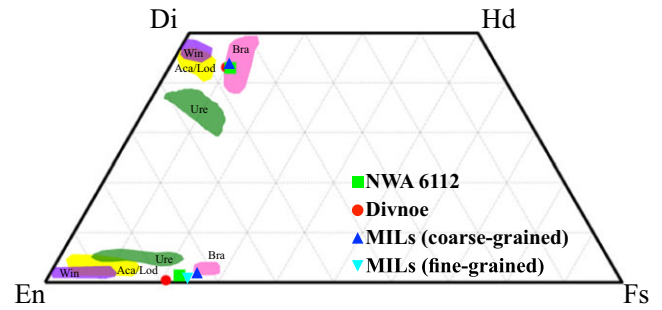 Di Hd
Win Bra
Aca/Lod
Ure
NWA 6112
Divnoe
MILs (coarse-grained)
MILs (fine-grained)
Ure Bra
Win Aca/Lod
En Fs